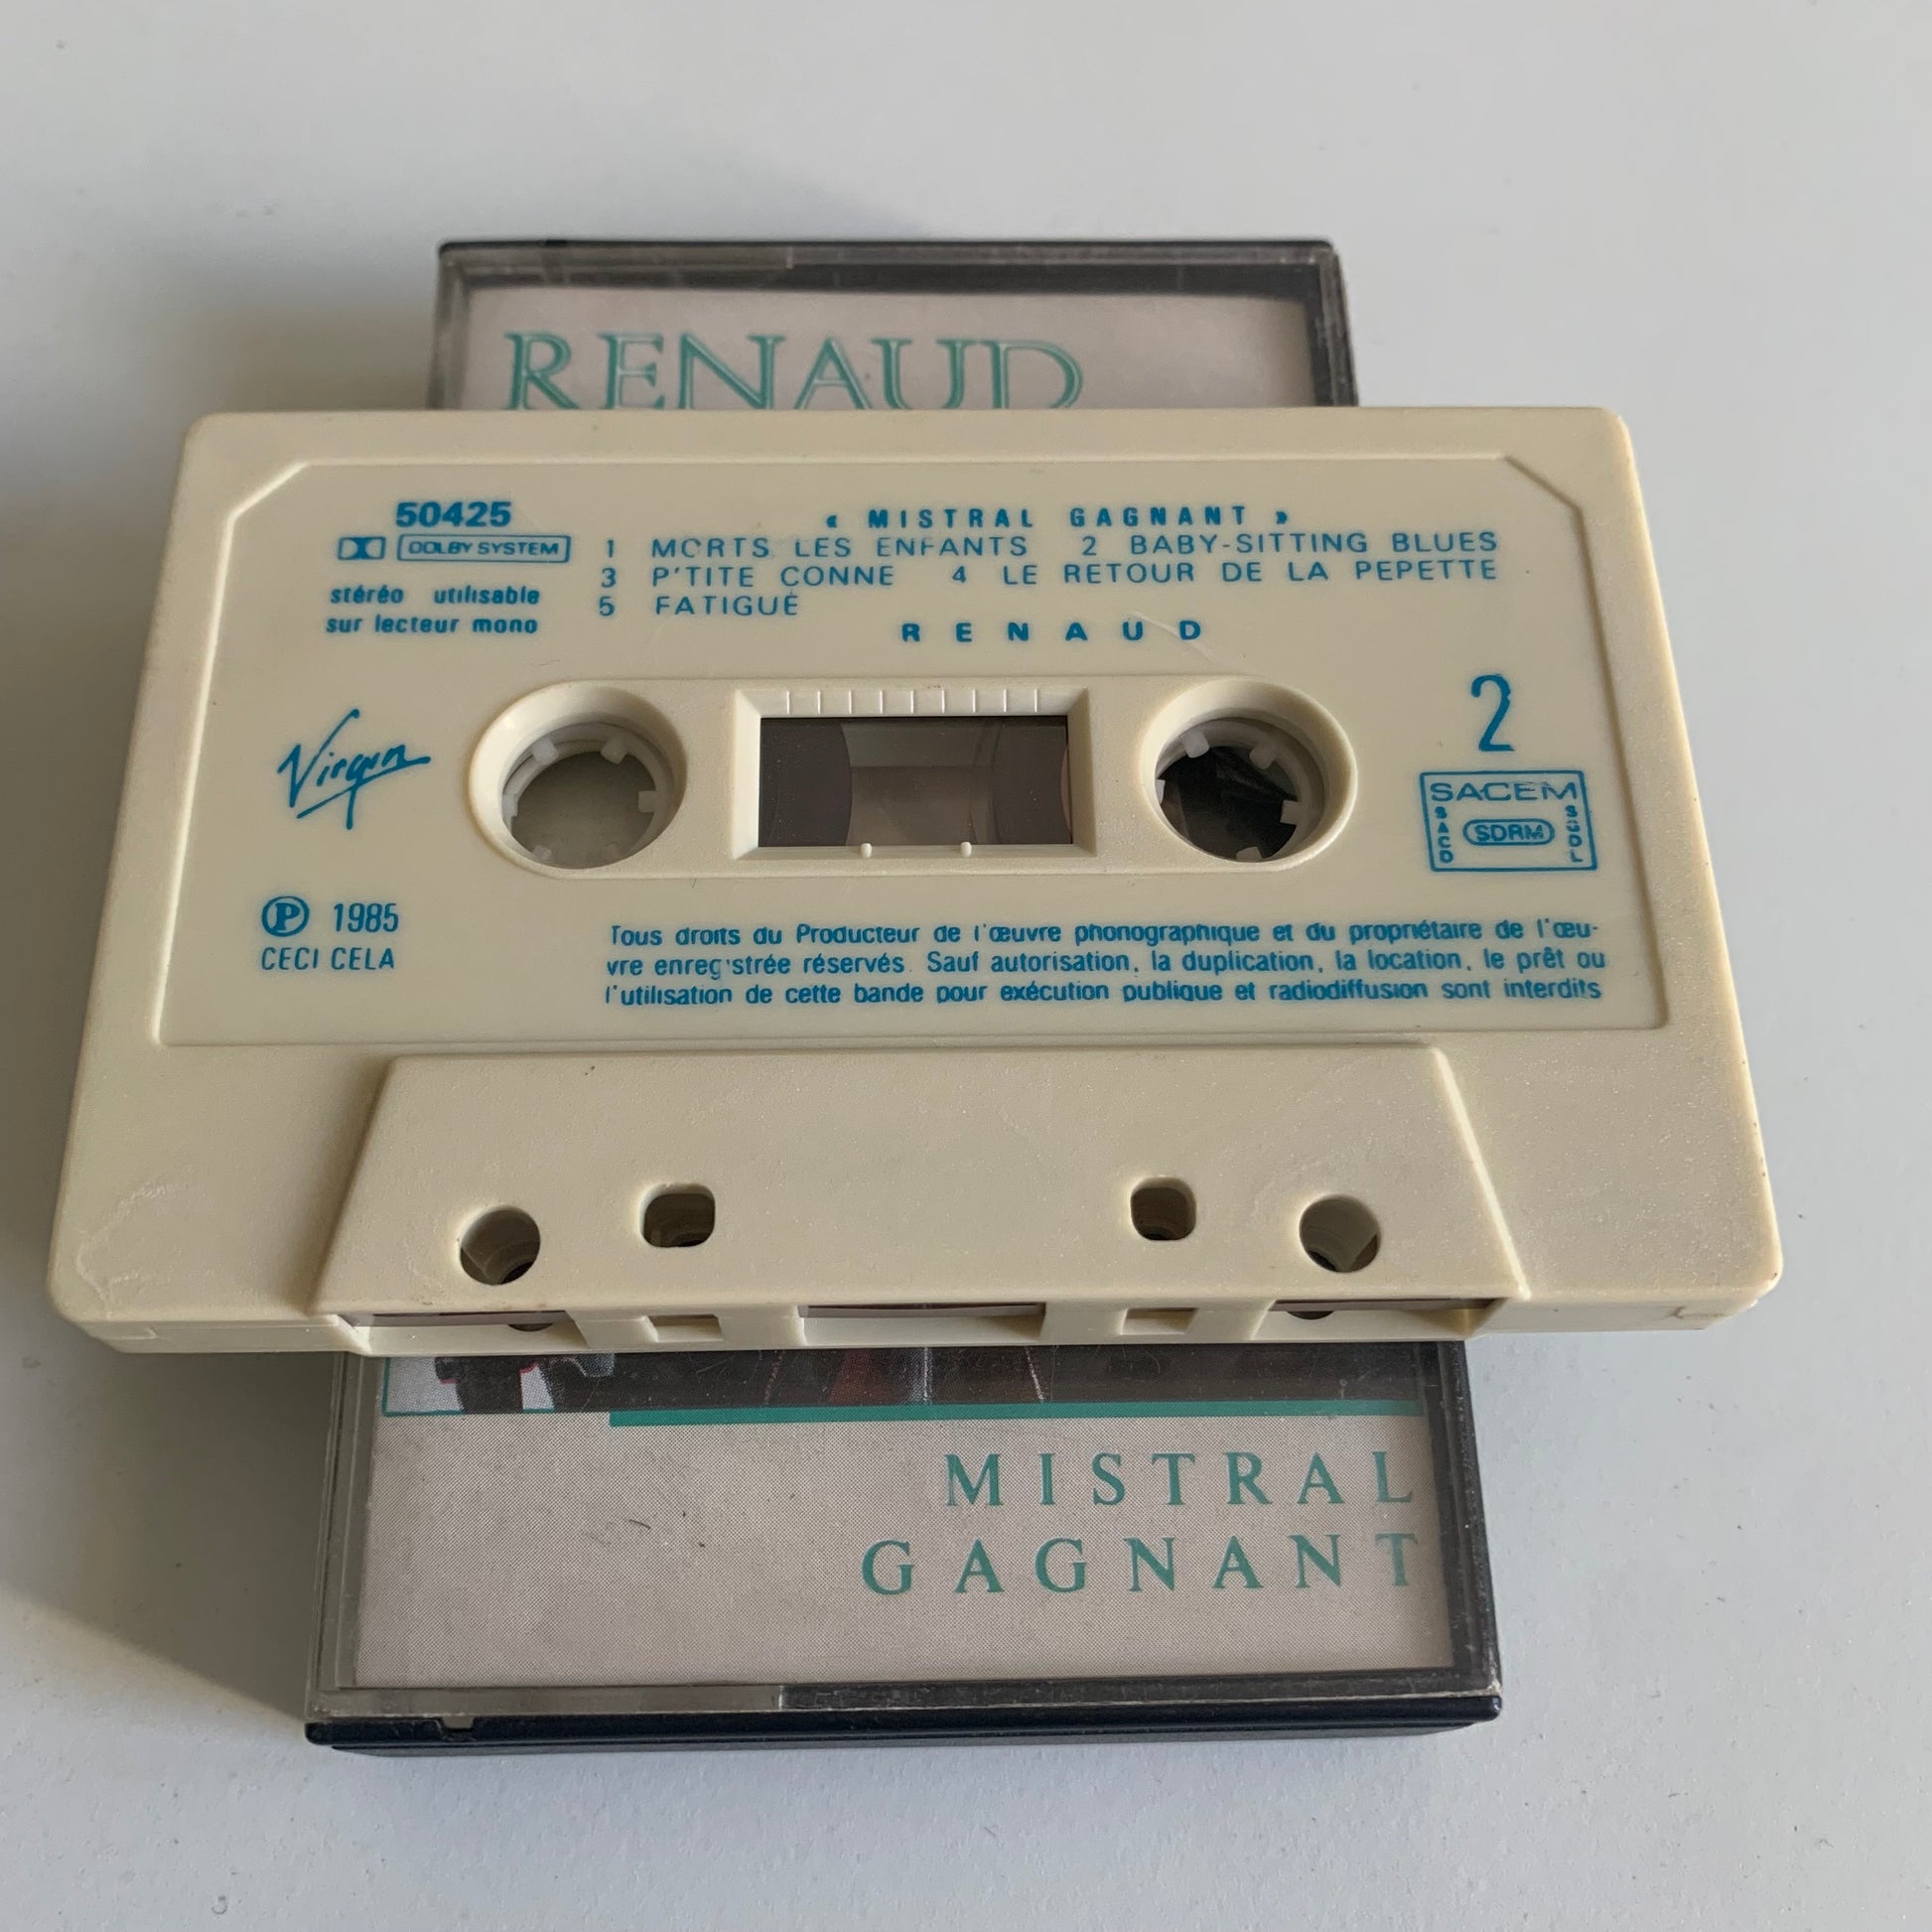 RENAUD
50425
« MISTRAL GAGNANT »
DOLBY SYSTEM
1 MORTS LES ENFANTS 2 BABY-SITTING BLUES
3 P'TITE CONNE 4 LE RETOUR DE LA PEPETTE
5 FATIGUÉ
stéréo utilisable
sur lecteur mono
RENAUD
Virgin
2
SACEM
SACD
SDRM
SGDL
℗ 1985
CECI CELA
Tous droits du Producteur de l'œuvre phonographique et du propriétaire de l'œu-
vre enregistrée réservés. Sauf autorisation, la duplication, la location, le prêt ou
l'utilisation de cette bande pour exécution publique et radiodiffusion sont interdits
MISTRAL
GAGNANT